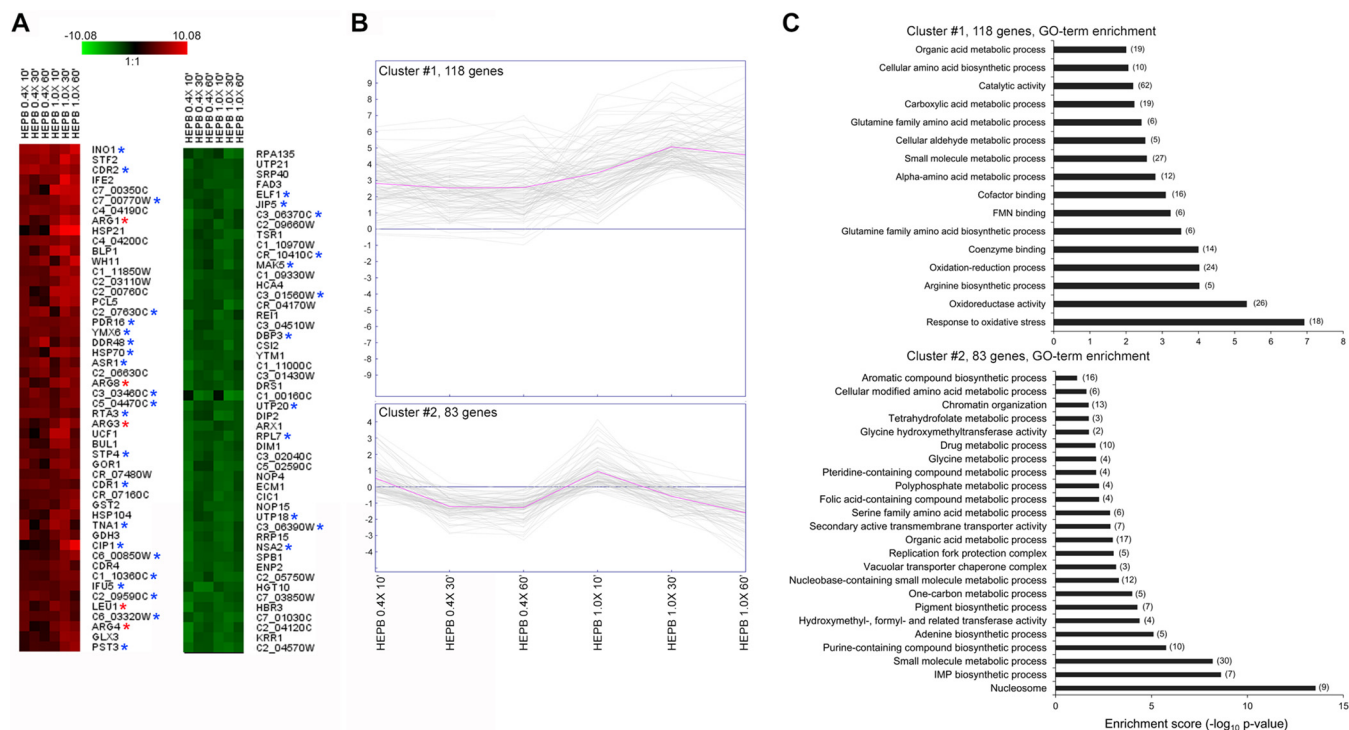 A
-10.08 10.08
1:1
HEPB 0.4X 10'
HEPB 0.4X 30'
HEPB 0.4X 60'
HEPB 1.0X 10'
HEPB 1.0X 30'
HEPB 1.0X 60'
INO1 *
STF2
CDR2 *
IFE2
C7_00350C
C7_00770W *
C4_04190C
ARG1 *
HSP21
C4_04200C
BLP1
WH11
C1_11850W
C2_03110W
C2_00760C
PCL5
C2_07630C *
PDR16 *
YMX6 *
DDR48 *
HSP70 *
ASR1 *
C2_06630C
ARG8 *
C3_03460C *
C5_04470C *
RTA3 *
ARG3 *
UCF1
BUL1
STP4 *
GOR1
CR_07480W
CDR1 *
CR_07160C
GST2
HSP104
TNA1 *
GDH3
CIP1 *
C6_00850W *
CDR4
C1_10360C *
IFU5 *
C2_09590C *
LEU1 *
C6_03320W *
ARG4 *
GLX3
PST3 *
HEPB 0.4X 10'
HEPB 0.4X 30'
HEPB 0.4X 60'
HEPB 1.0X 10'
HEPB 1.0X 30'
HEPB 1.0X 60'
RPA135
UTP21
SRP40
FAD3
ELF1 *
JIP5 *
C3_06370C *
C2_09660W
TSR1
C1_10970W
CR_10410C *
MAK5 *
C1_09330W
HCA4
C3_01560W *
CR_04170W
REI1
C3_04510W
DBP3 *
CSI2
YTM1
C1_11000C
C3_01430W
DRS1
C1_00160C
UTP20 *
DIP2
ARX1
RPL7 *
DIM1
C3_02040C
C5_02590C
NOP4
ECM1
CIC1
NOP15
UTP18 *
C3_06390W *
RRP15
NSA2 *
SPB1
ENP2
C2_05750W
HGT10
C7_03850W
HBR3
C7_01030C
C2_04120C
KRR1
C2_04570W
B
Cluster #1, 118 genes
9
8
7
6
5
4
3
2
1
0
-1
-2
-3
-4
-5
-6
-7
-8
-9
Cluster #2, 83 genes
4
3
2
1
0
-1
-2
-3
-4
HEPB 0.4X 10'
HEPB 0.4X 30'
HEPB 0.4X 60'
HEPB 1.0X 10'
HEPB 1.0X 30'
HEPB 1.0X 60'
C
Cluster #1, 118 genes, GO-term enrichment
Organic acid metabolic process (19)
Cellular amino acid biosynthetic process (10)
Catalytic activity (62)
Carboxylic acid metabolic process (19)
Glutamine family amino acid metabolic process (6)
Cellular aldehyde metabolic process (5)
Small molecule metabolic process (27)
Alpha-amino acid metabolic process (12)
Cofactor binding (16)
FMN binding (6)
Glutamine family amino acid biosynthetic process (6)
Coenzyme binding (14)
Oxidation-reduction process (24)
Arginine biosynthetic process (5)
Oxidoreductase activity (26)
Response to oxidative stress (18)
0 1 2 3 4 5 6 7 8
Cluster #2, 83 genes, GO-term enrichment
Aromatic compound biosynthetic process (16)
Cellular modified amino acid metabolic process (6)
Chromatin organization (13)
Tetrahydrofolate metabolic process (3)
Glycine hydroxymethyltransferase activity (2)
Drug metabolic process (10)
Glycine metabolic process (4)
Pteridine-containing compound metabolic process (4)
Polyphosphate metabolic process (4)
Folic acid-containing compound metabolic process (4)
Serine family amino acid metabolic process (6)
Secondary active transmembrane transporter activity (7)
Organic acid metabolic process (17)
Replication fork protection complex (5)
Vacuolar transporter chaperone complex (3)
Nucleobase-containing small molecule metabolic process (12)
One-carbon metabolic process (5)
Pigment biosynthetic process (7)
Hydroxymethyl-, formyl- and related transferase activity (4)
Adenine biosynthetic process (5)
Purine-containing compound biosynthetic process (10)
Small molecule metabolic process (30)
IMP biosynthetic process (7)
Nucleosome (9)
0 5 10 15
Enrichment score (-log10 p-value)